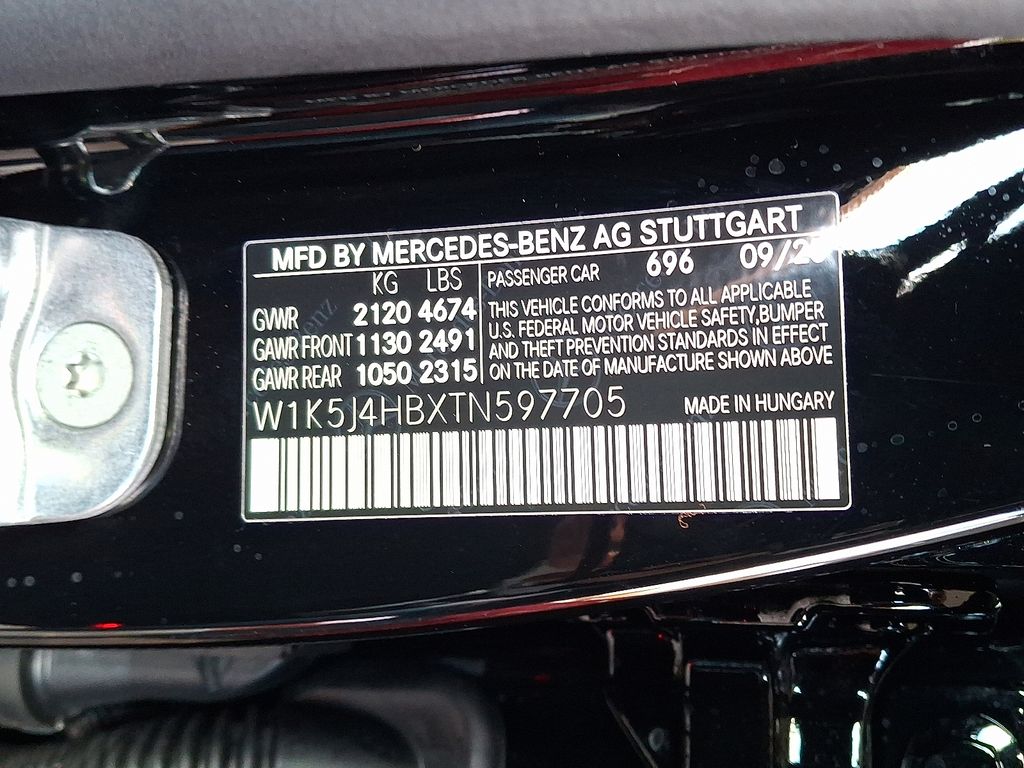 MFD BY MERCEDES-BENZ AG STUTTGART
KG LBS
GVWR 2120 4674
GAWR FRONT 1130 2491
GAWR REAR 1050 2315
PASSENGER CAR 696
THIS VEHICLE CONFORMS TO ALL APPLICABLE
U.S. FEDERAL MOTOR VEHICLE SAFETY,BUMPER
AND THEFT PREVENTION STANDARDS IN EFFECT
ON THE DATE OF MANUFACTURE SHOWN ABOVE
W1K5J4HBXTN597705
MADE IN HUNGARY